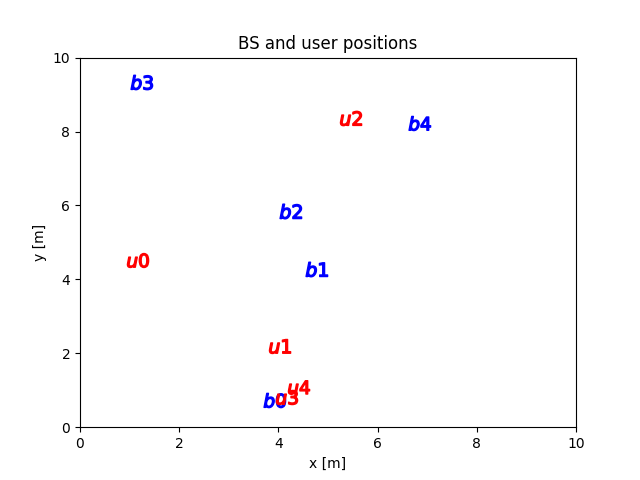 BS and user positions
10
b3
u2
b4
8
6
b2
u0
b1
4
y [m]
u1
2
u4
b0
u3
0
0 2 4 6 8 10
x [m]